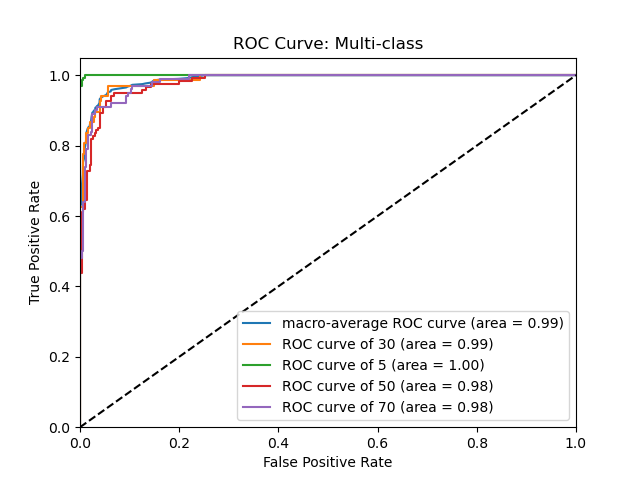 ROC Curve: Multi-class
True Positive Rate
1.0
0.8
0.6
0.4
0.2
0.0
macro-average ROC curve (area = 0.99)
ROC curve of 30 (area = 0.99)
ROC curve of 5 (area = 1.00)
ROC curve of 50 (area = 0.98)
ROC curve of 70 (area = 0.98)
0.0 0.2 0.4 0.6 0.8 1.0
False Positive Rate